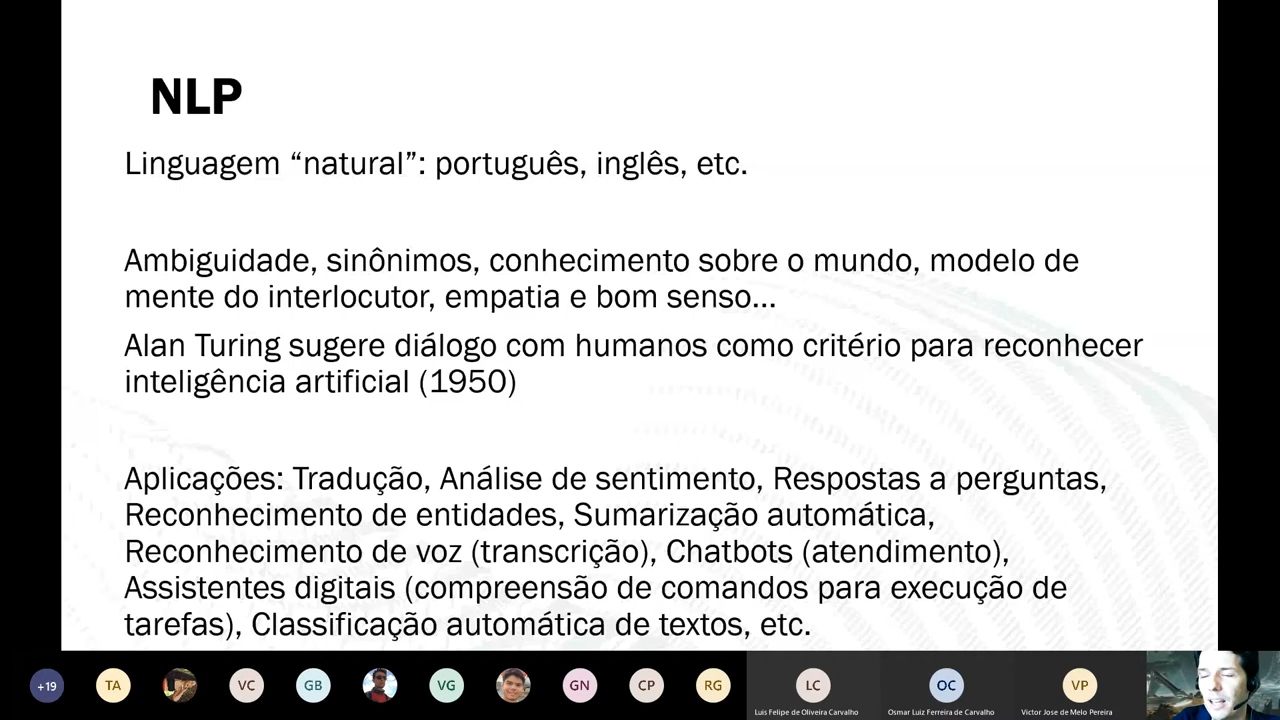 NLP
Linguagem “natural”: português, inglês, etc.
Ambiguidade, sinônimos, conhecimento sobre o mundo, modelo de
mente do interlocutor, empatia e bom senso...
Alan Turing sugere diálogo com humanos como critério para reconhecer
inteligência artificial (1950)
Aplicações: Tradução, Análise de sentimento, Respostas a perguntas,
Reconhecimento de entidades, Sumarização automática,
Reconhecimento de voz (transcrição), Chatbots (atendimento),
Assistentes digitais (compreensão de comandos para execução de
tarefas), Classificação automática de textos, etc.
+19 TA VC GB VG GN CP RG LC OC VP
Luis Felipe de Oliveira Carvalho Osmar Luiz Ferreira de Carvalho Victor Jose de Melo Pereira